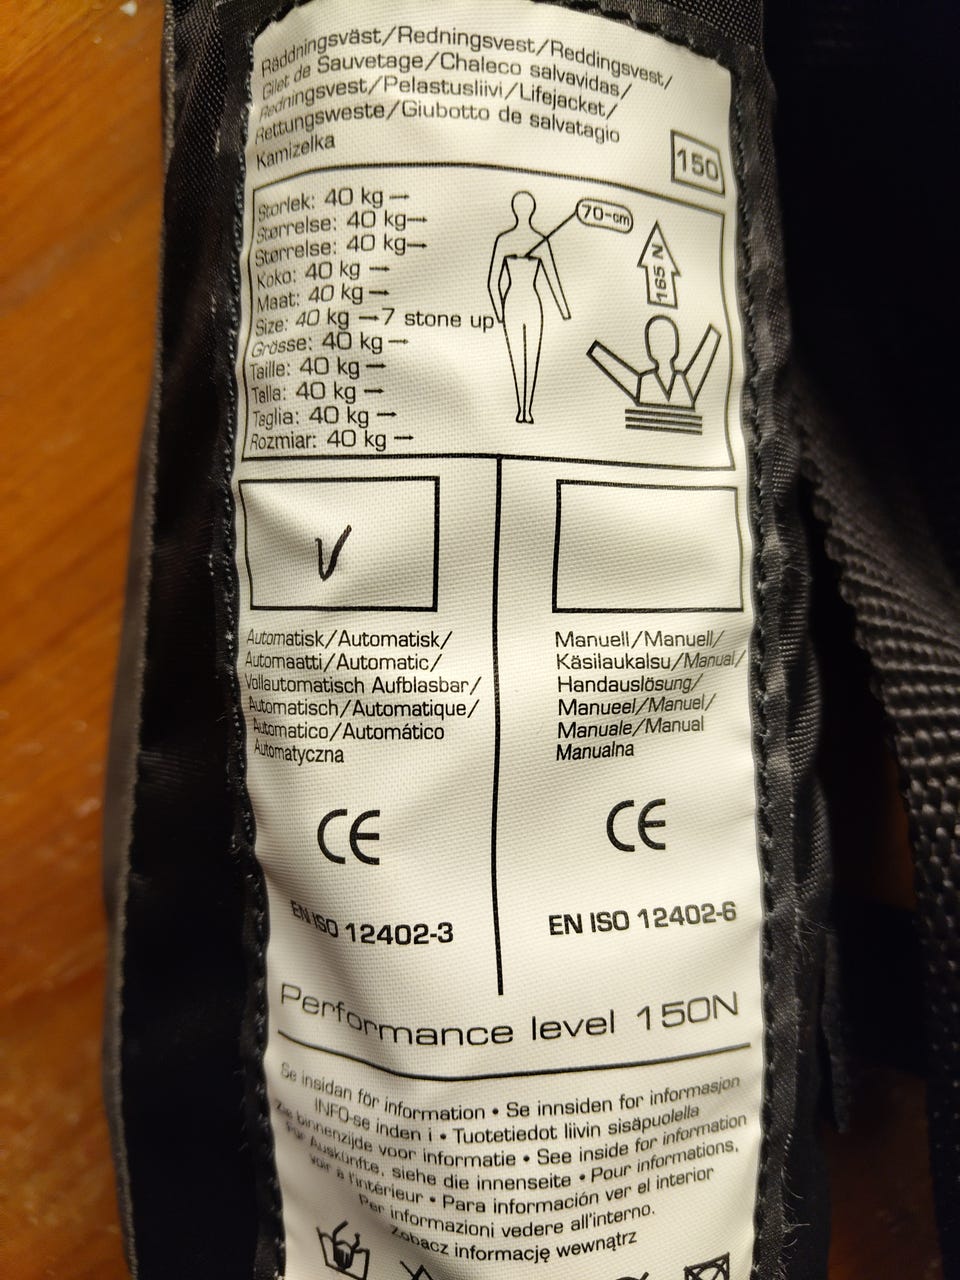 Räddningsväst/Redningsvest/Reddingsvest/
Gilet de Sauvetage/Chaleco salvavidas/
Redningsvest/Pelastusliivi/Lifejacket/
Rettungsweste/Giubotto de salvatagio
Kamizelka
150
Storlek: 40 kg →
Størrelse: 40 kg→
Størrelse: 40 kg→
Koko: 40 kg →
Maat: 40 kg →
Size: 40 kg →7 stone up
Grösse: 40 kg→
Taille: 40 kg →
Talla: 40 kg →
Taglia: 40 kg →
Rozmiar: 40 kg →
70-cm
165 N
V
Automatisk/Automatisk/
Automaatti/Automatic/
Vollautomatisch Aufblasbar/
Automatisch/Automatique/
Automatico/Automático
Automatyczna
CE
EN ISO 12402-3
Manuell/Manuell/
Käsilaukalsu/Manual/
Handauslösung/
Manueel/Manuel/
Manuale/Manual
Manualna
CE
EN ISO 12402-6
Performance level 150N
Se insidan för information • Se innsiden for informasjon
INFO-se inden i • Tuotetiedot liivin sisäpuolella
Zie binnenzijde voor informatie • See inside for information
Für Auskünfte, siehe die innenseite • Pour informations,
voir a l'intérieur • Para información ver el interior
Per informazioni vedere all'interno.
Zobacz informację wewnątrz